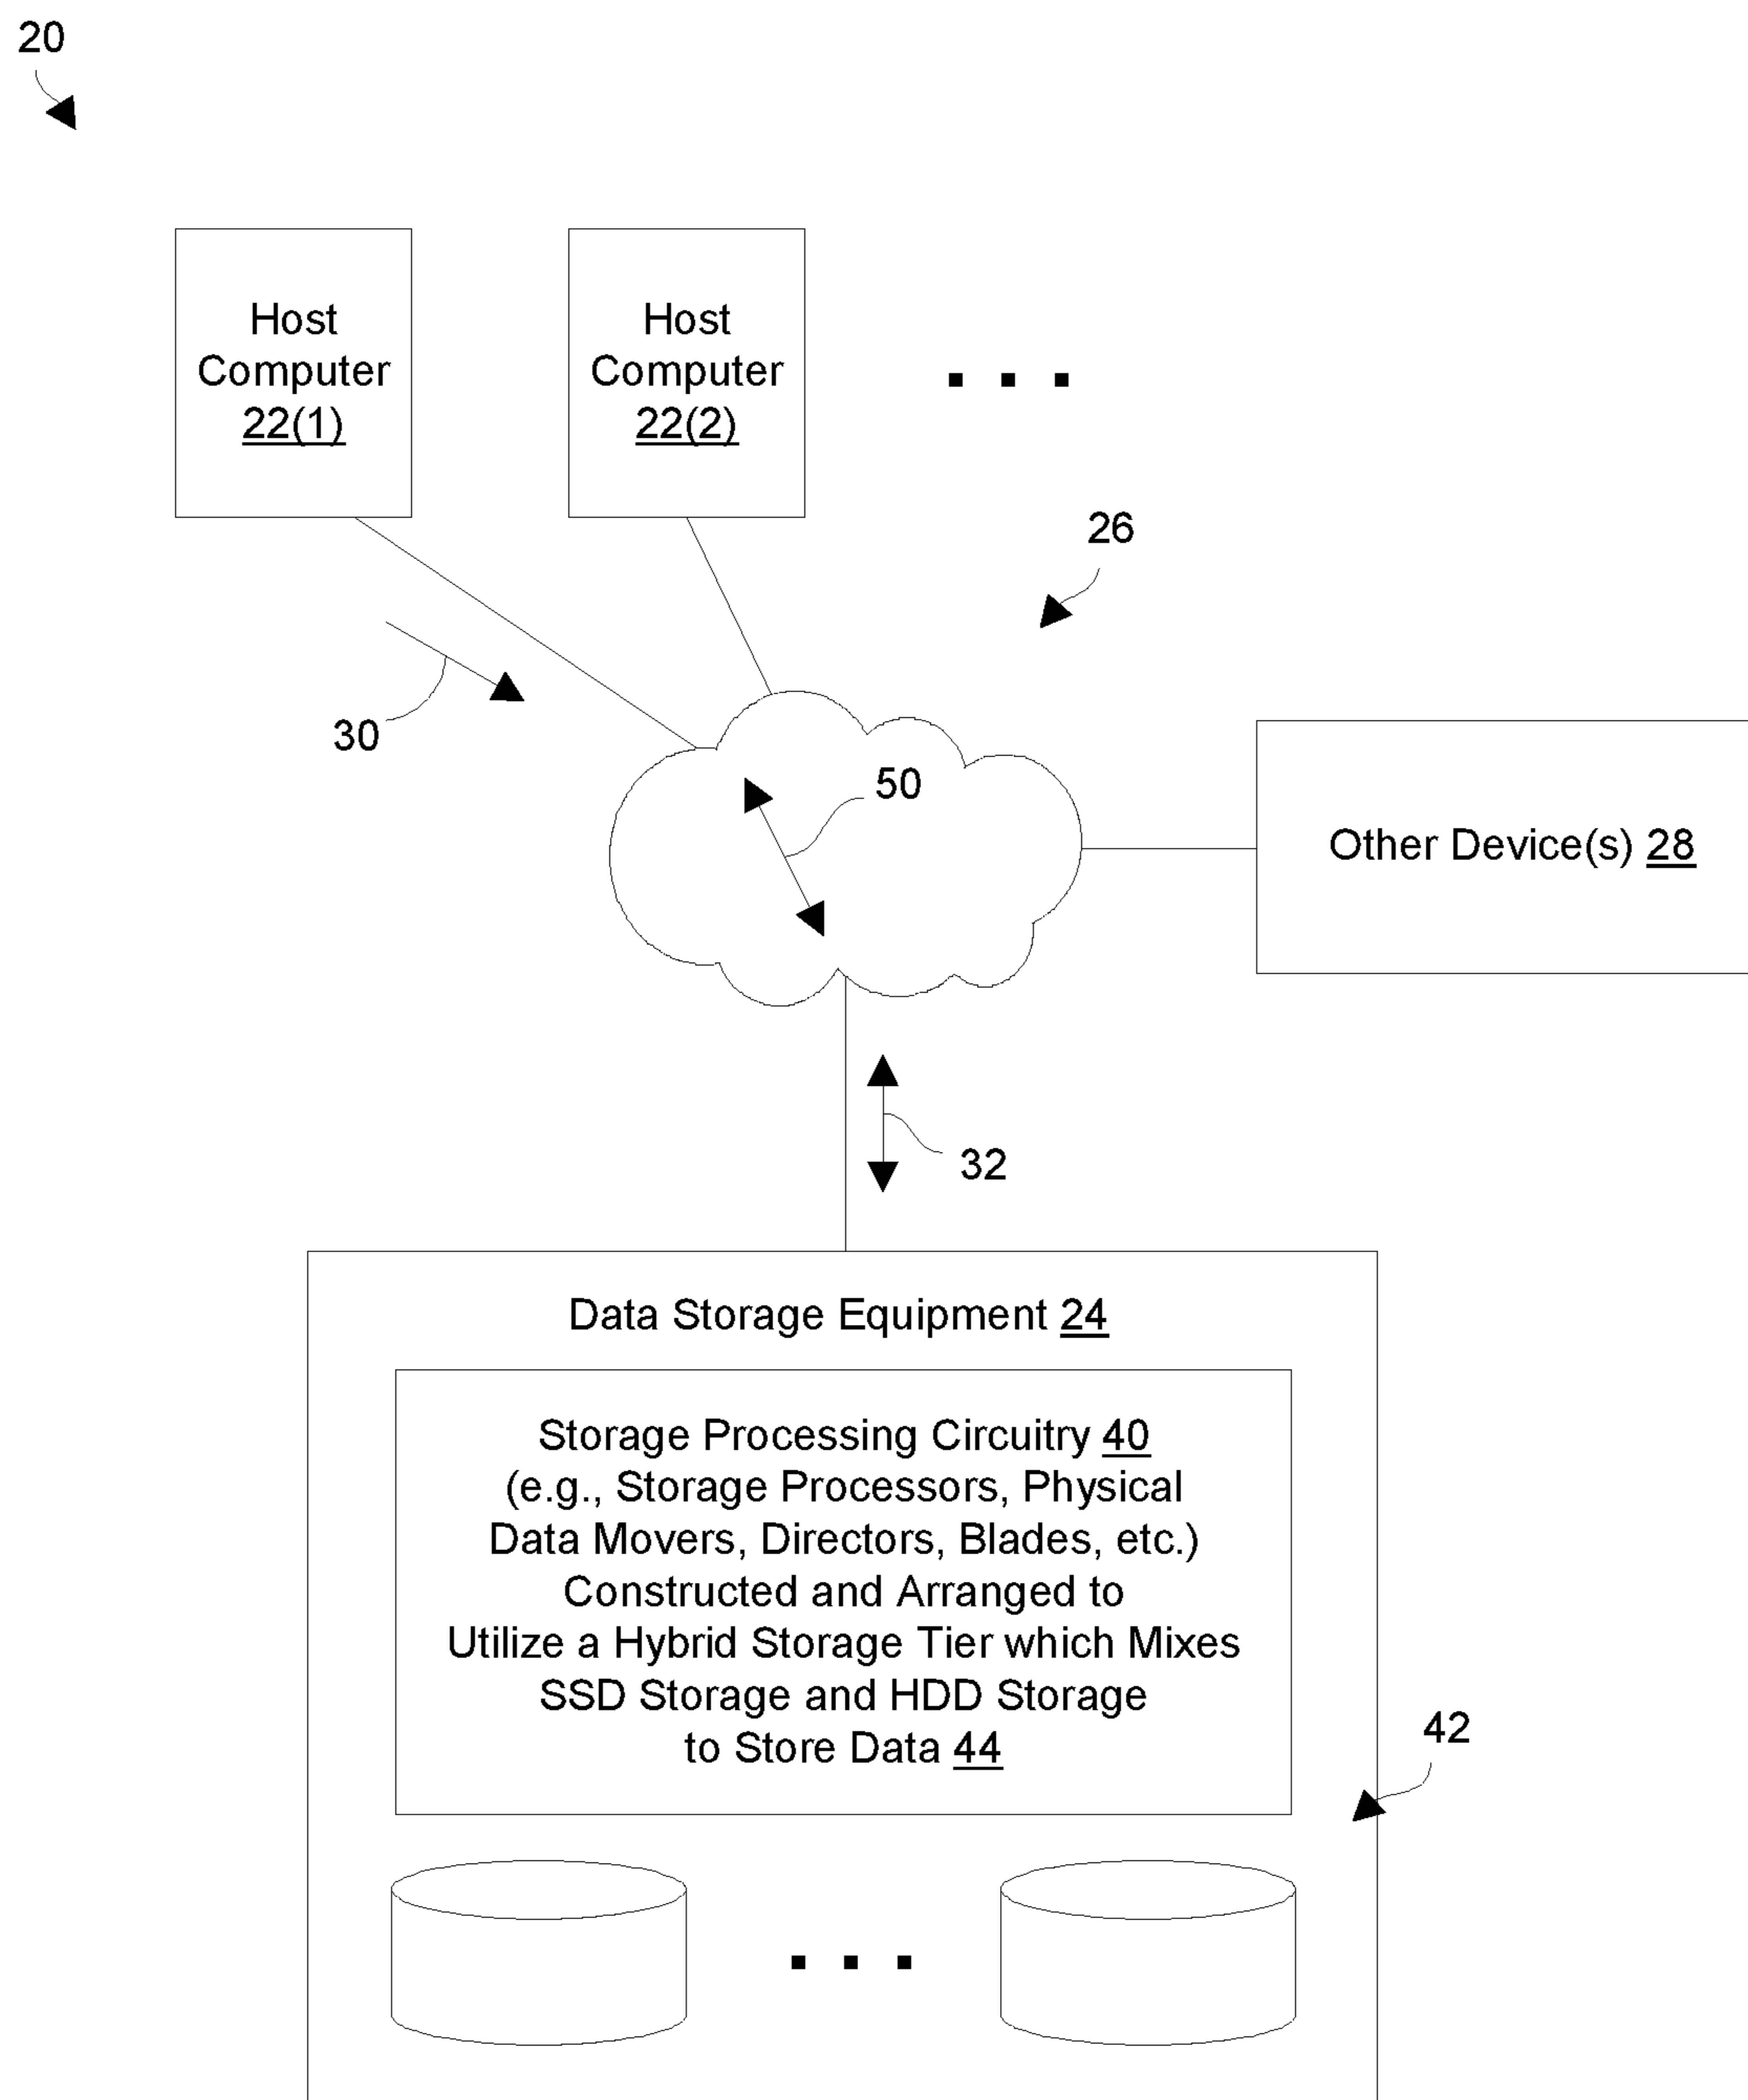 20
Host
Computer
22(1)
Host
Computer
22(2)
26
30
50
Other Device(s) 28
32
Data Storage Equipment 24
Storage Processing Circuitry 40
(e.g., Storage Processors, Physical
Data Movers, Directors, Blades, etc.)
Constructed and Arranged to
Utilize a Hybrid Storage Tier which Mixes
SSD Storage and HDD Storage
to Store Data 44
42